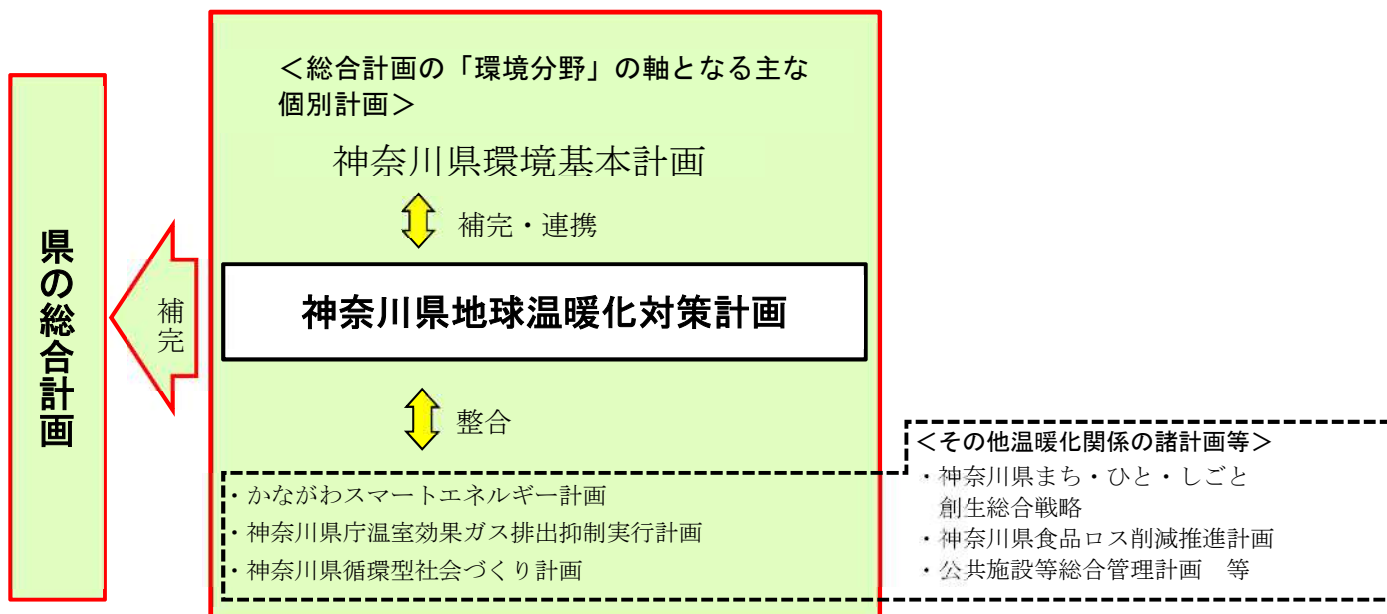 県の総合計画
補完
＜総合計画の「環境分野」の軸となる主な
個別計画＞
神奈川県環境基本計画
補完・連携
神奈川県地球温暖化対策計画
整合
・かながわスマートエネルギー計画
・神奈川県庁温室効果ガス排出抑制実行計画
・神奈川県循環型社会づくり計画
＜その他温暖化関係の諸計画等＞
・神奈川県まち・ひと・しごと
創生総合戦略
・神奈川県食品ロス削減推進計画
・公共施設等総合管理計画　等